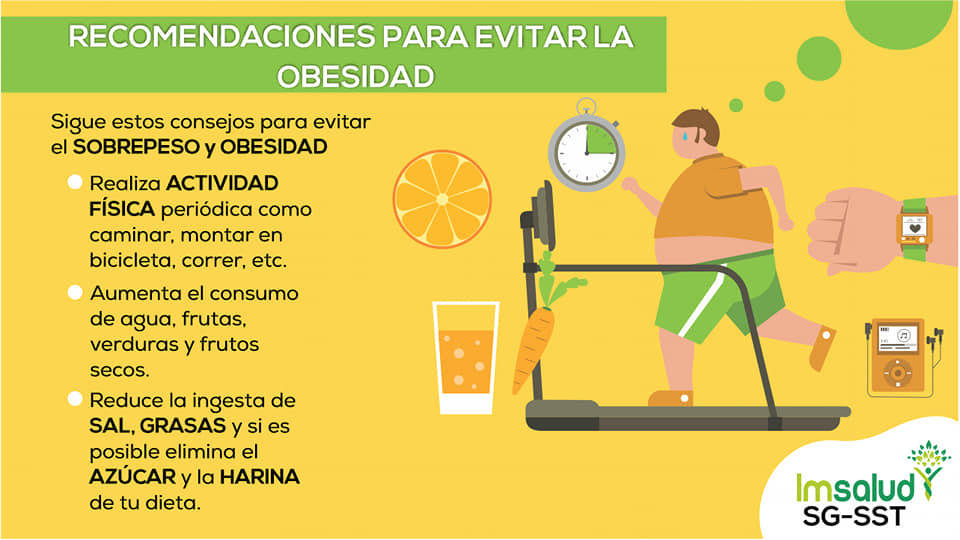 RECOMENDACIONES PARA EVITAR LA
OBESIDAD
Sigue estos consejos para evitar
el SOBREPESO y OBESIDAD
Realiza ACTIVIDAD
FÍSICA periódica como
caminar, montar en
bicicleta, correr, etc.
Aumenta el consumo
de agua, frutas,
verduras y frutos
secos.
Reduce la ingesta de
SAL, GRASAS y si es
posible elimina el
AZÚCAR y la HARINA
de tu dieta.
Imsalud
SG-SST